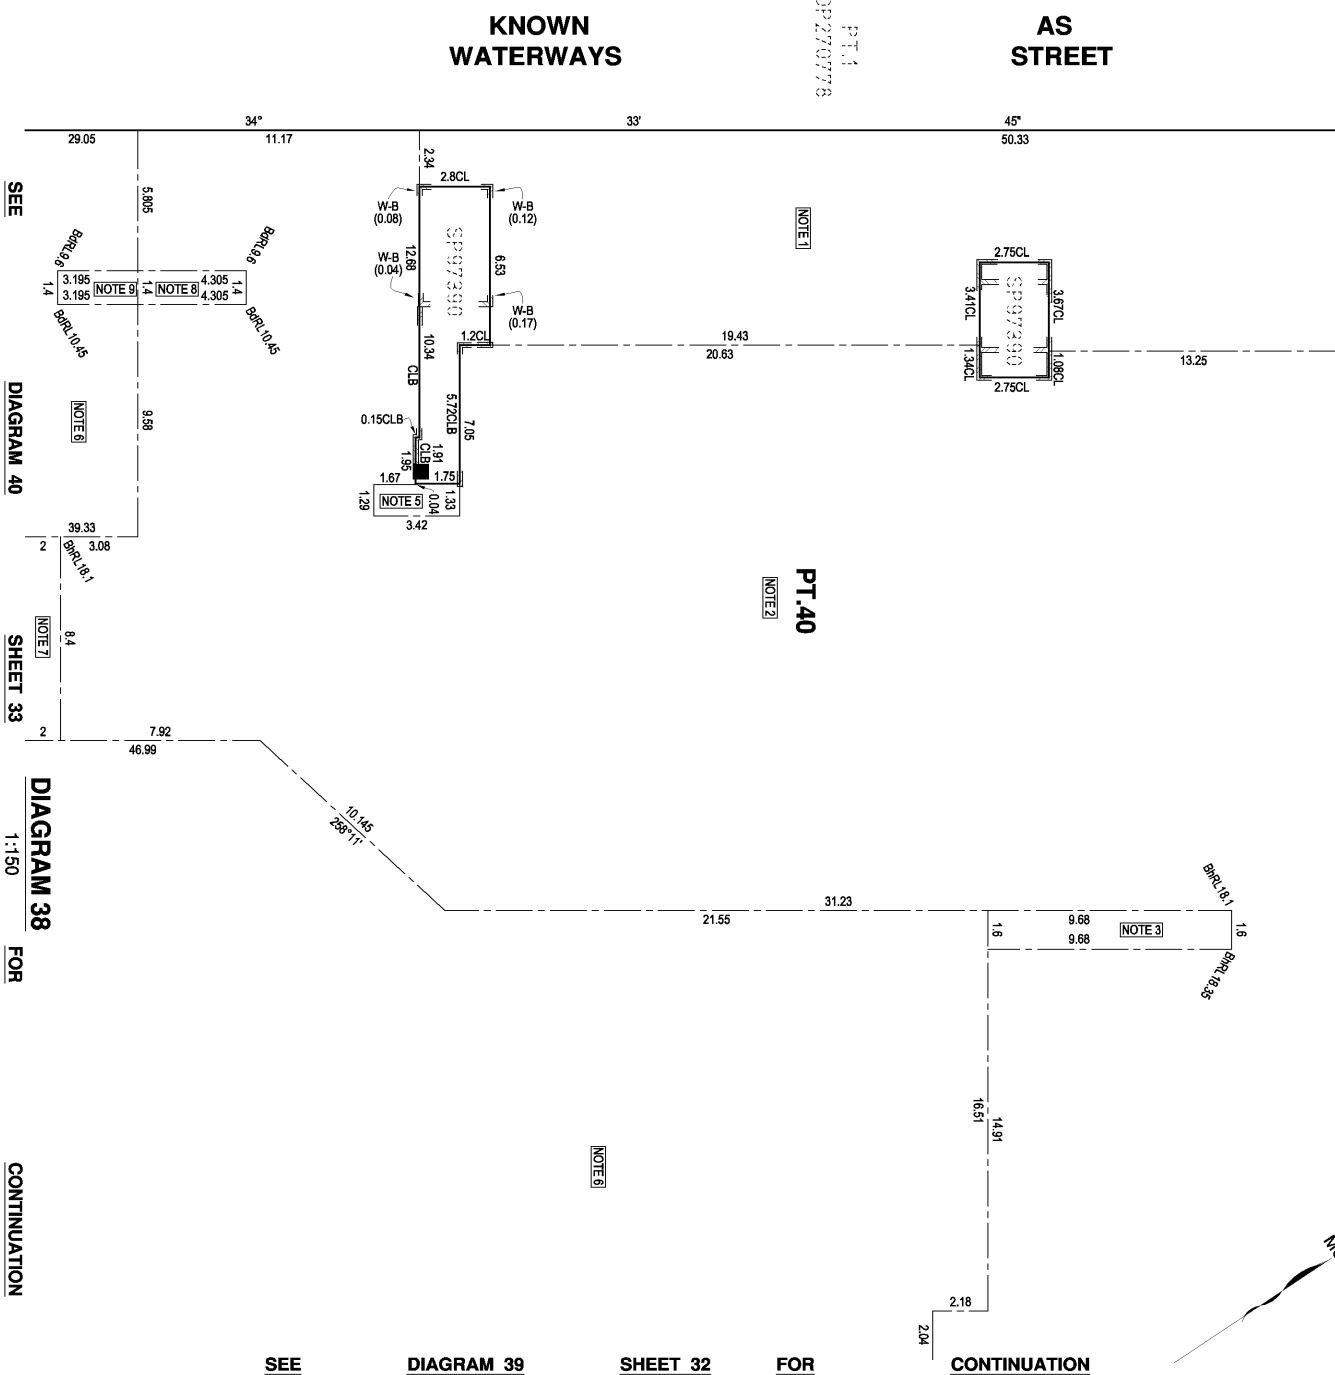 KNOWN
WATERWAYS
AS
STREET
PT.1
SP270778
34°
33'
45"
29.05
11.17
50.33
2.34
2.8CL
W-B
(0.08)
W-B
(0.12)
5.805
SEE
NOTE 1
SP97390
12.68
6.53
W-B
(0.04)
W-B
(0.17)
BdRL9.6
BdRL9.6
1.4
3.195
3.195
NOTE 9
1.4
NOTE 8
4.305
4.305
1.4
BdRL10.45
BdRL10.45
2.75CL
3.41CL
SP97390
3.67CL
1.34CL
1.08CL
2.75CL
1.2CL
10.34
CLB
19.43
20.63
13.25
DIAGRAM 40
NOTE 6
9.58
5.72CLB
7.05
0.15CLB
1.91
CLB
1.95
1.67
1.75
1.29
NOTE 5
0.04
1.33
3.42
39.33
2
3.08
BhRL18.1
PT.40
NOTE 2
SHEET 33
NOTE 7
8.4
2
7.92
46.99
DIAGRAM 38
1:150
10.145
258°11'
31.23
21.55
BhRL18.1
9.68
9.68
1.6
NOTE 3
1.6
BhRL18.35
FOR
16.51
14.91
NOTE 6
CONTINUATION
2.18
2.04
SEE DIAGRAM 39 SHEET 32 FOR CONTINUATION